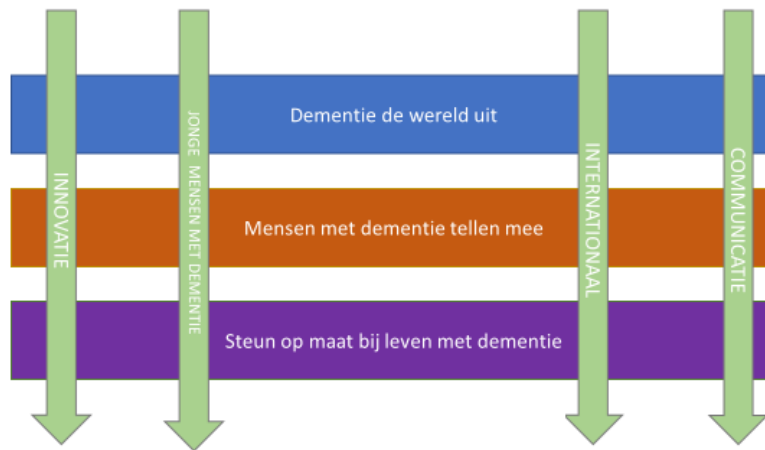 Dementie de wereld uit
Mensen met dementie tellen mee
Steun op maat bij leven met dementie
INNOVATIE
JONGE MENSEN MET DEMENTIE
INTERNATIONAAL
COMMUNICATIE